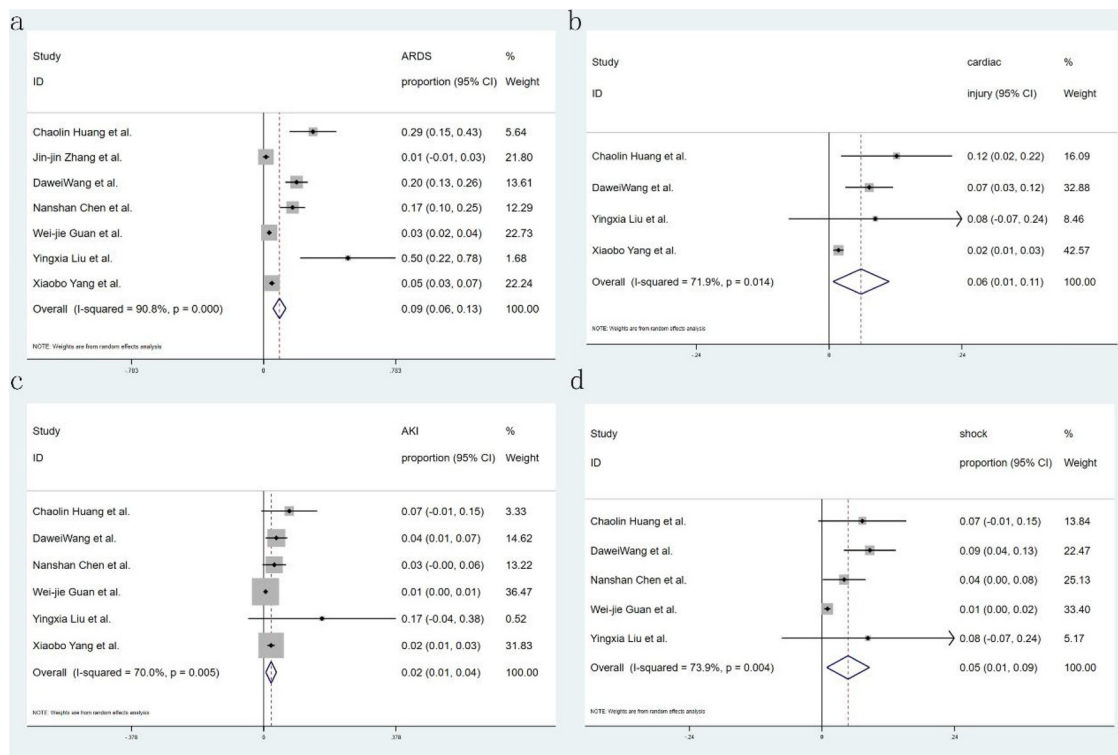 a
Study ARDS %
ID proportion (95% CI) Weight
Chaolin Huang et al. 0.29 (0.15, 0.43) 5.64
Jin-jin Zhang et al. 0.01 (-0.01, 0.03) 21.80
DaweiWang et al. 0.20 (0.13, 0.26) 13.61
Nanshan Chen et al. 0.17 (0.10, 0.25) 12.29
Wei-jie Guan et al. 0.03 (0.02, 0.04) 22.73
Yingxia Liu et al. 0.50 (0.22, 0.78) 1.68
Xiaobo Yang et al. 0.05 (0.03, 0.07) 22.24
Overall (I-squared = 90.8%, p = 0.000) 0.09 (0.06, 0.13) 100.00
NOTE: Weights are from random effects analysis
-.783 0 .783
b
Study cardiac %
ID injury (95% CI) Weight
Chaolin Huang et al. 0.12 (0.02, 0.22) 16.09
DaweiWang et al. 0.07 (0.03, 0.12) 32.88
Yingxia Liu et al. 0.08 (-0.07, 0.24) 8.46
Xiaobo Yang et al. 0.02 (0.01, 0.03) 42.57
Overall (I-squared = 71.9%, p = 0.014) 0.06 (0.01, 0.11) 100.00
NOTE: Weights are from random effects analysis
-.24 0 .24
c
Study AKI %
ID proportion (95% CI) Weight
Chaolin Huang et al. 0.07 (-0.01, 0.15) 3.33
DaweiWang et al. 0.04 (0.01, 0.07) 14.62
Nanshan Chen et al. 0.03 (-0.00, 0.06) 13.22
Wei-jie Guan et al. 0.01 (0.00, 0.01) 36.47
Yingxia Liu et al. 0.17 (-0.04, 0.38) 0.52
Xiaobo Yang et al. 0.02 (0.01, 0.03) 31.83
Overall (I-squared = 70.0%, p = 0.005) 0.02 (0.01, 0.04) 100.00
NOTE: Weights are from random effects analysis
-.378 0 .378
d
Study shock %
ID proportion (95% CI) Weight
Chaolin Huang et al. 0.07 (-0.01, 0.15) 13.84
DaweiWang et al. 0.09 (0.04, 0.13) 22.47
Nanshan Chen et al. 0.04 (0.00, 0.08) 25.13
Wei-jie Guan et al. 0.01 (0.00, 0.02) 33.40
Yingxia Liu et al. 0.08 (-0.07, 0.24) 5.17
Overall (I-squared = 73.9%, p = 0.004) 0.05 (0.01, 0.09) 100.00
NOTE: Weights are from random effects analysis
-.24 0 .24